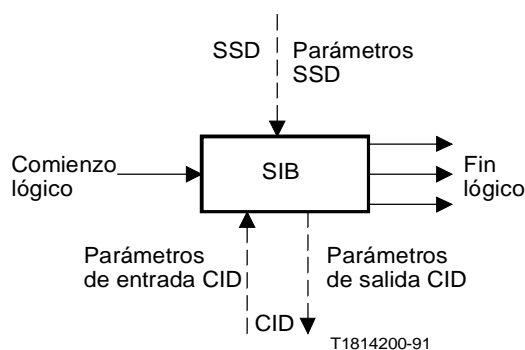 SSD
Parámetros
SSD
Comienzo
lógico
SIB
Fin
lógico
Parámetros
de entrada CID
Parámetros
de salida CID
CID
T1814200-91